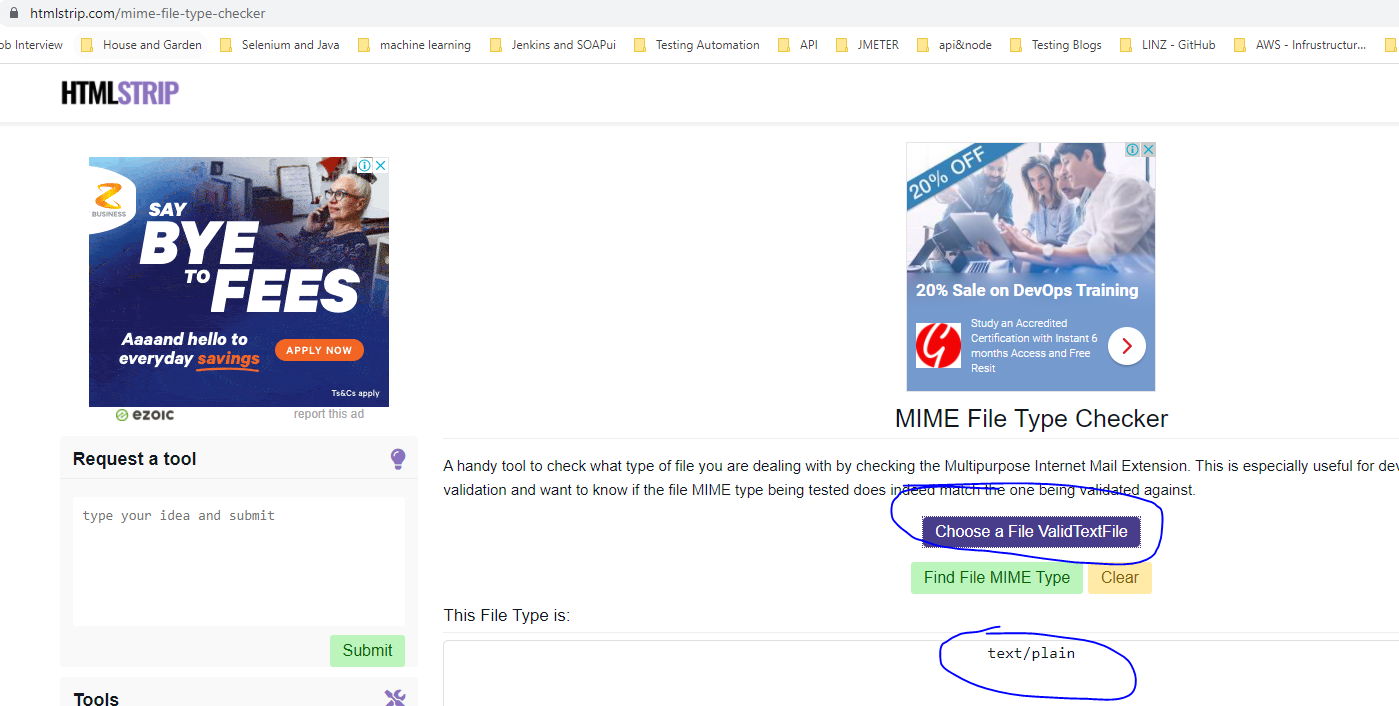 htmlstrip.com/mime-file-type-checker
ob Interview House and Garden Selenium and Java machine learning Jenkins and SOAPui Testing Automation API JMETER api&node Testing Blogs LINZ - GitHub AWS - Infrustructur...
HTMLSTRIP
Z
BUSINESS
SAY
BYE
TO
FEES
Aaaand hello to
everyday savings
APPLY NOW
Ts&Cs apply
ezoic report this ad
20% OFF
20% Sale on DevOps Training
Study an Accredited
Certification with Instant 6
months Access and Free
Resit
MIME File Type Checker
Request a tool
type your idea and submit
Submit
Tools
A handy tool to check what type of file you are dealing with by checking the Multipurpose Internet Mail Extension. This is especially useful for dev
validation and want to know if the file MIME type being tested does indeed match the one being validated against.
Choose a File ValidTextFile
Find File MIME Type Clear
This File Type is:
text/plain